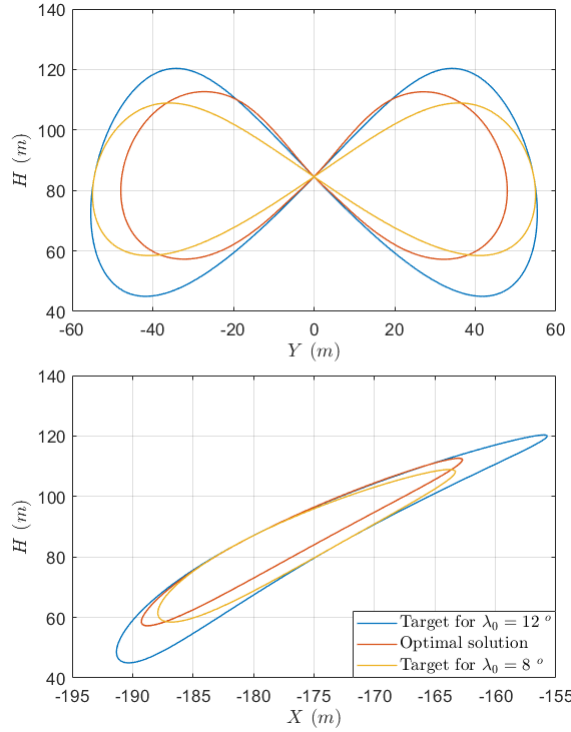 140
120
100
80
60
40
H (m)
-60 -40 -20 0 20 40 60
Y (m)
140
120
100
80
60
40
H (m)
Target for λ₀ = 12 °
Optimal solution
Target for λ₀ = 8 °
-195 -190 -185 -180 -175 -170 -165 -160 -155
X (m)